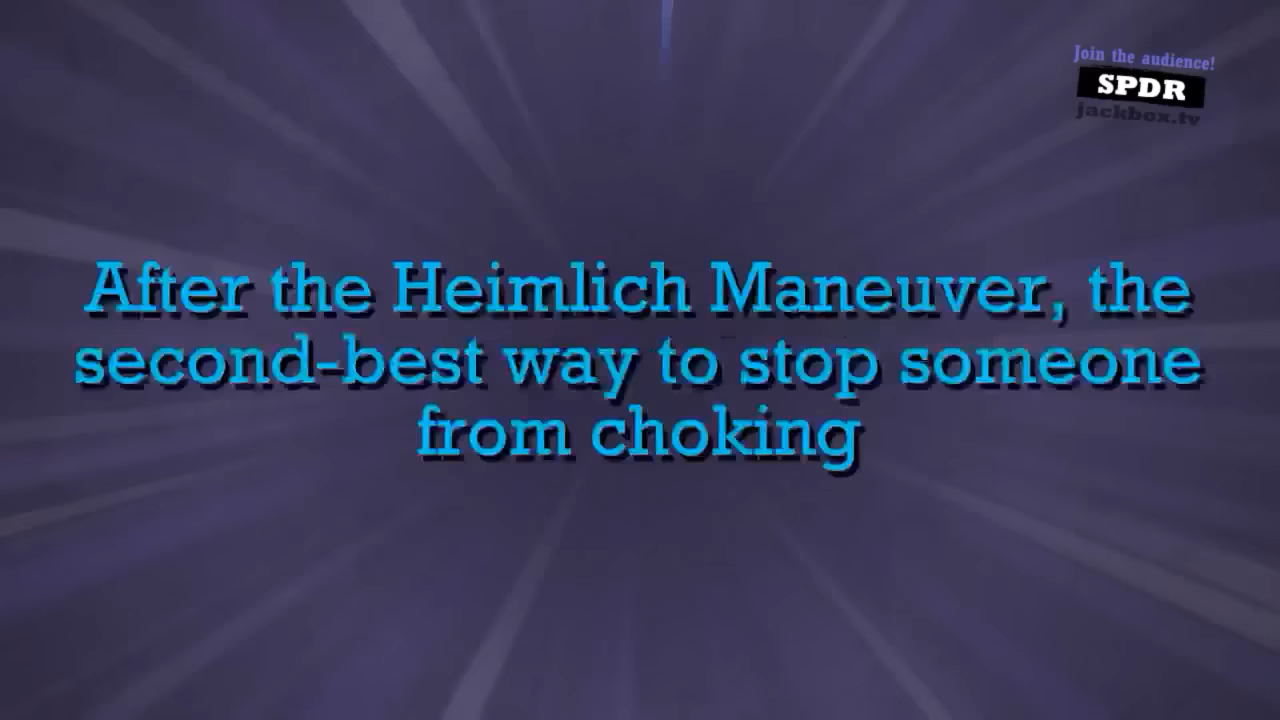 Join the audience!
SPDR
jackbox.tv
After the Heimlich Maneuver, the
second-best way to stop someone
from choking